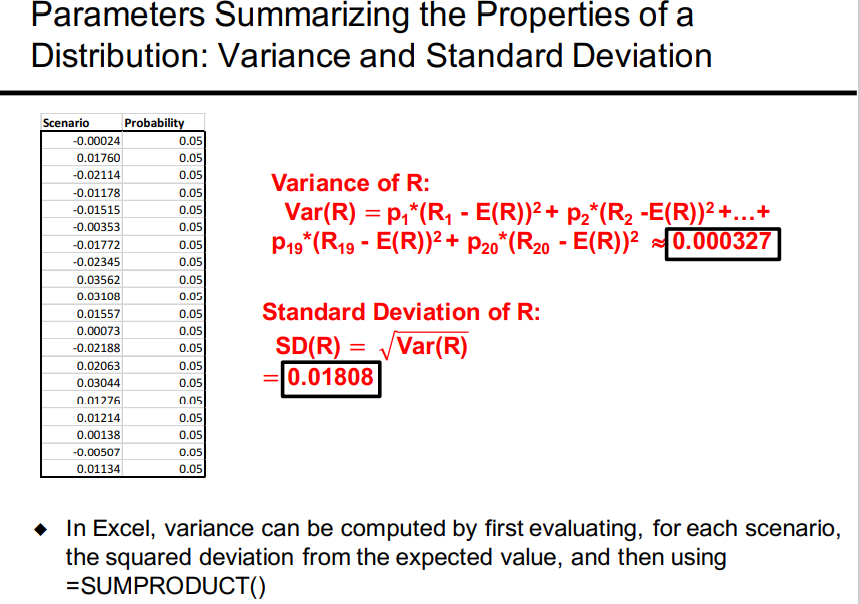 Parameters Summarizing the Properties of a
Distribution: Variance and Standard Deviation
Scenario Probability
-0.00024 0.05
0.01760 0.05
-0.02114 0.05
-0.01178 0.05
-0.01515 0.05
-0.00353 0.05
-0.01772 0.05
-0.02345 0.05
0.03562 0.05
0.03108 0.05
0.01557 0.05
0.00073 0.05
-0.02188 0.05
0.02063 0.05
0.03044 0.05
0.01276 0.05
0.01214 0.05
0.00138 0.05
-0.00507 0.05
0.01134 0.05
Variance of R:
Var(R) = p₁*(R₁ - E(R))² + p₂*(R₂ -E(R))² +...+
p₁₉*(R₁₉ - E(R))² + p₂₀*(R₂₀ - E(R))² ≈ 0.000327
Standard Deviation of R:
SD(R) = √Var(R)
= 0.01808
◆ In Excel, variance can be computed by first evaluating, for each scenario,
the squared deviation from the expected value, and then using
=SUMPRODUCT()